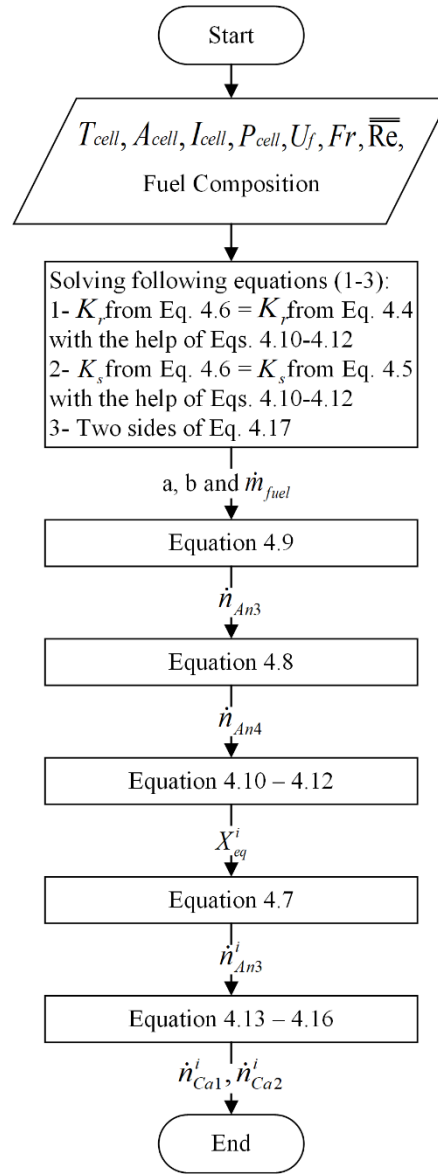 Start
T_cell, A_cell, I_cell, P_cell, U_f, Fr, R̿e̿,
Fuel Composition
Solving following equations (1-3):
1- K_r from Eq. 4.6 = K_r from Eq. 4.4
with the help of Eqs. 4.10-4.12
2- K_s from Eq. 4.6 = K_s from Eq. 4.5
with the help of Eqs. 4.10-4.12
3- Two sides of Eq. 4.17
a, b and ṁ_fuel
Equation 4.9
ṅ_An3
Equation 4.8
ṅ_An4
Equation 4.10 – 4.12
X^i_eq
Equation 4.7
ṅ^i_An3
Equation 4.13 – 4.16
ṅ^i_Ca1, ṅ^i_Ca2
End